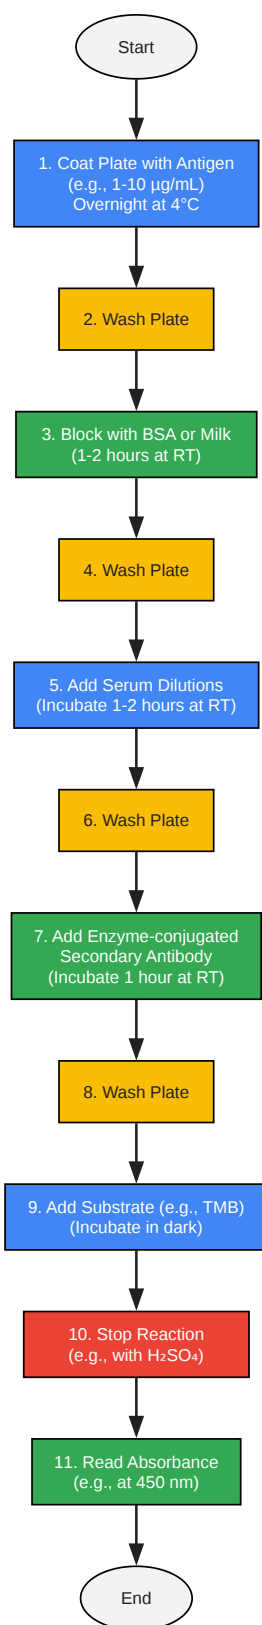 Start
1. Coat Plate with Antigen
(e.g., 1-10 µg/mL)
Overnight at 4°C
2. Wash Plate
3. Block with BSA or Milk
(1-2 hours at RT)
4. Wash Plate
5. Add Serum Dilutions
(Incubate 1-2 hours at RT)
6. Wash Plate
7. Add Enzyme-conjugated
Secondary Antibody
(Incubate 1 hour at RT)
8. Wash Plate
9. Add Substrate (e.g., TMB)
(Incubate in dark)
10. Stop Reaction
(e.g., with H₂SO₄)
11. Read Absorbance
(e.g., at 450 nm)
End